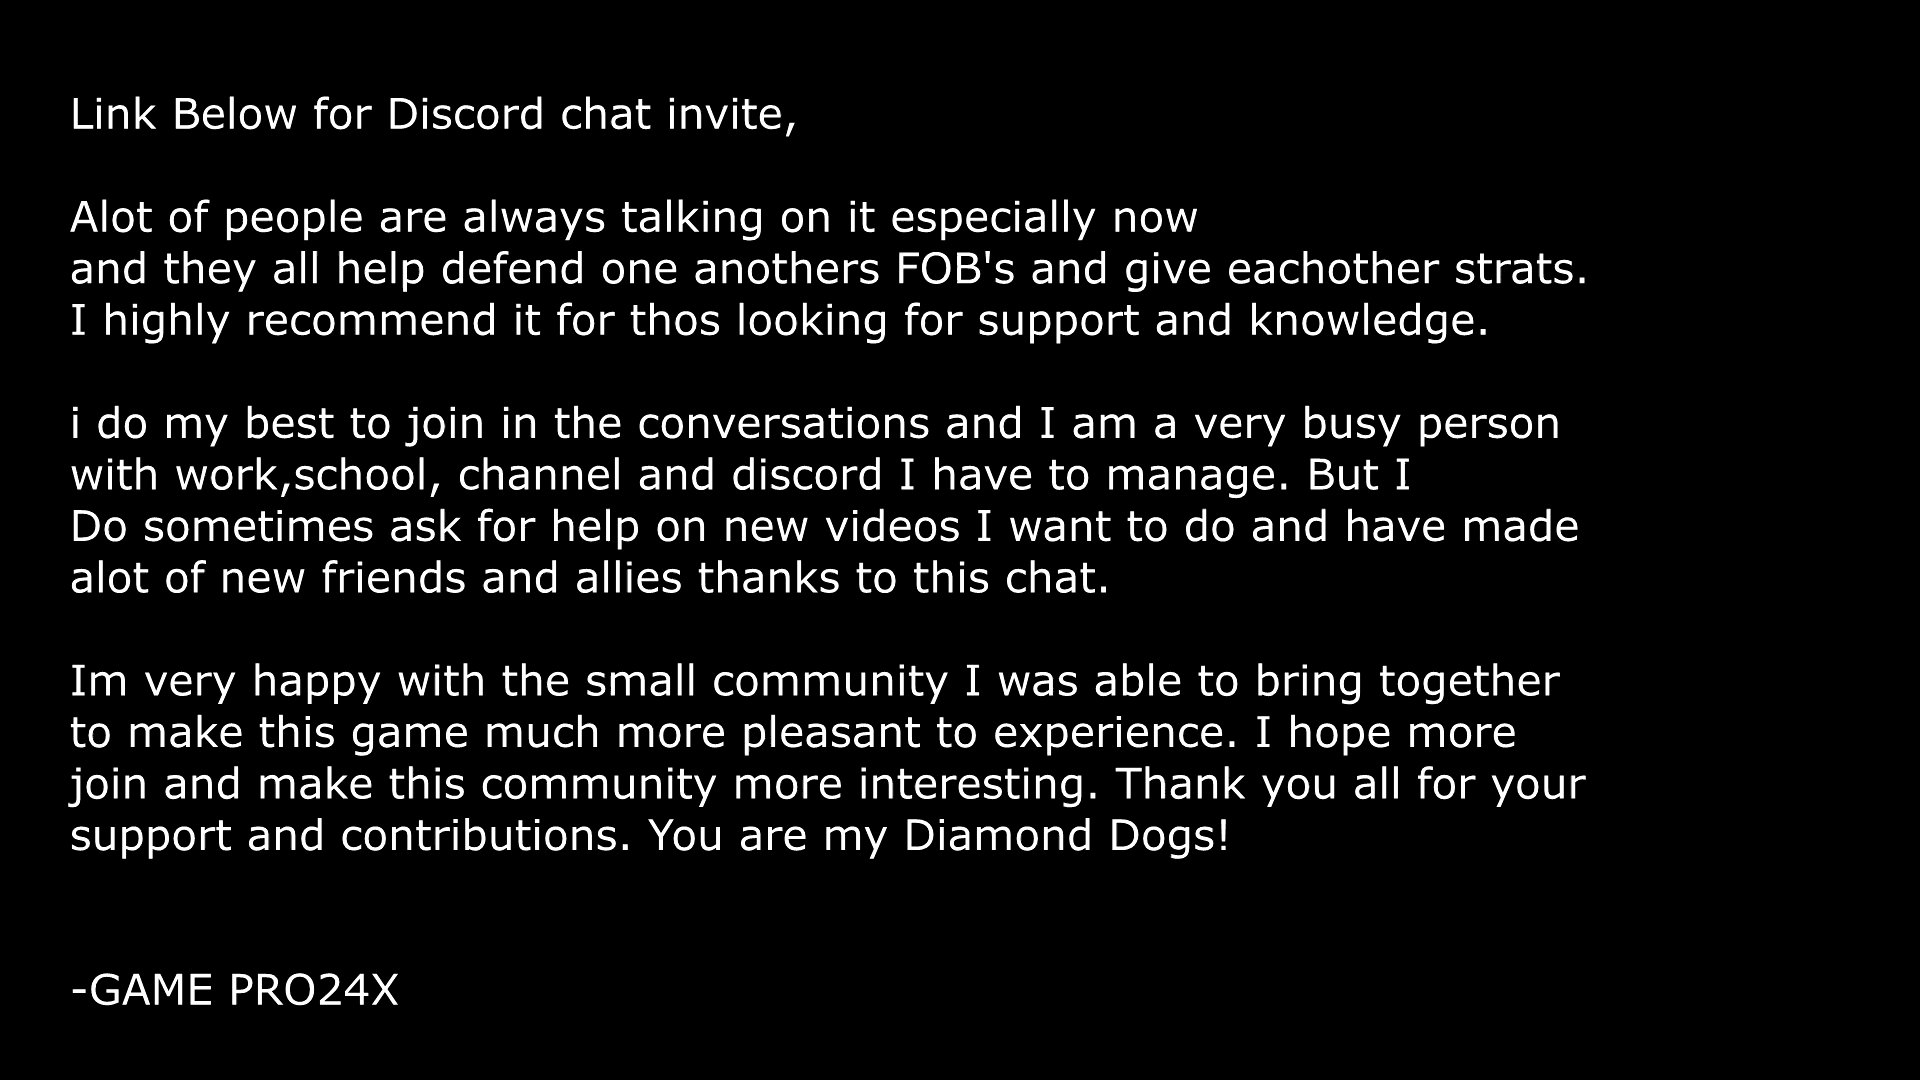 Link Below for Discord chat invite,
Alot of people are always talking on it especially now
and they all help defend one anothers FOB's and give eachother strats.
I highly recommend it for thos looking for support and knowledge.
i do my best to join in the conversations and I am a very busy person
with work,school, channel and discord I have to manage. But I
Do sometimes ask for help on new videos I want to do and have made
alot of new friends and allies thanks to this chat.
Im very happy with the small community I was able to bring together
to make this game much more pleasant to experience. I hope more
join and make this community more interesting. Thank you all for your
support and contributions. You are my Diamond Dogs!
-GAME PRO24X